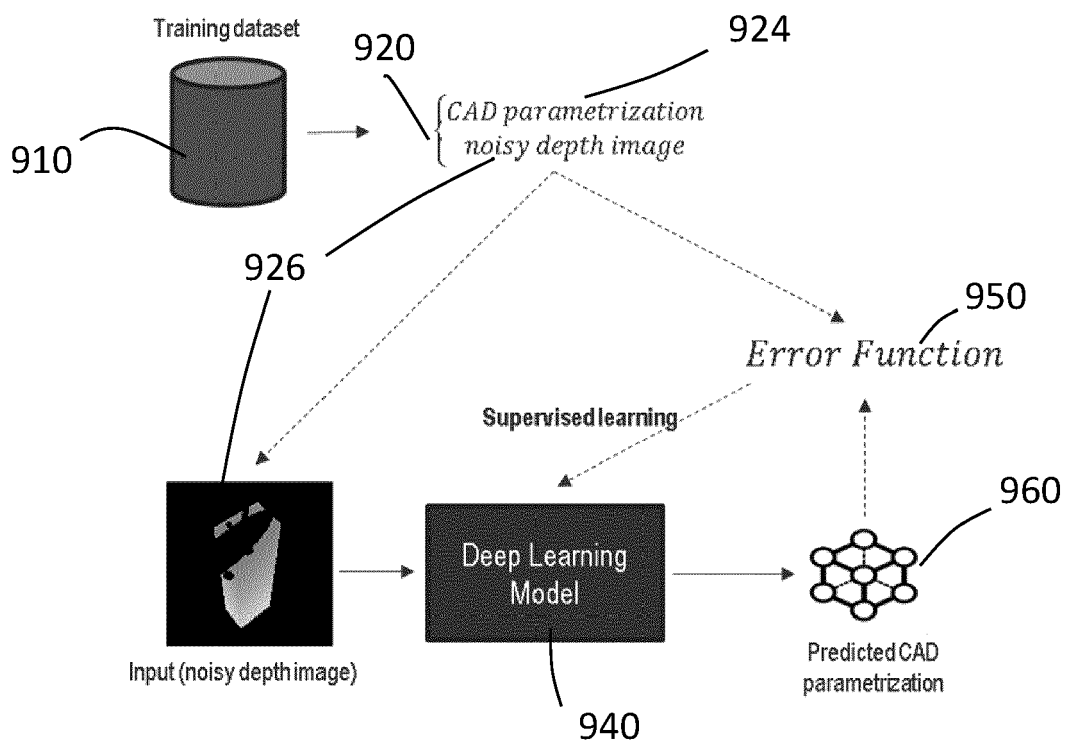 Training dataset
920
924
CAD parametrization
noisy depth image
910
926
950
Error Function
Supervised learning
960
Deep Learning
Model
Input (noisy depth image)
Predicted CAD
parametrization
940